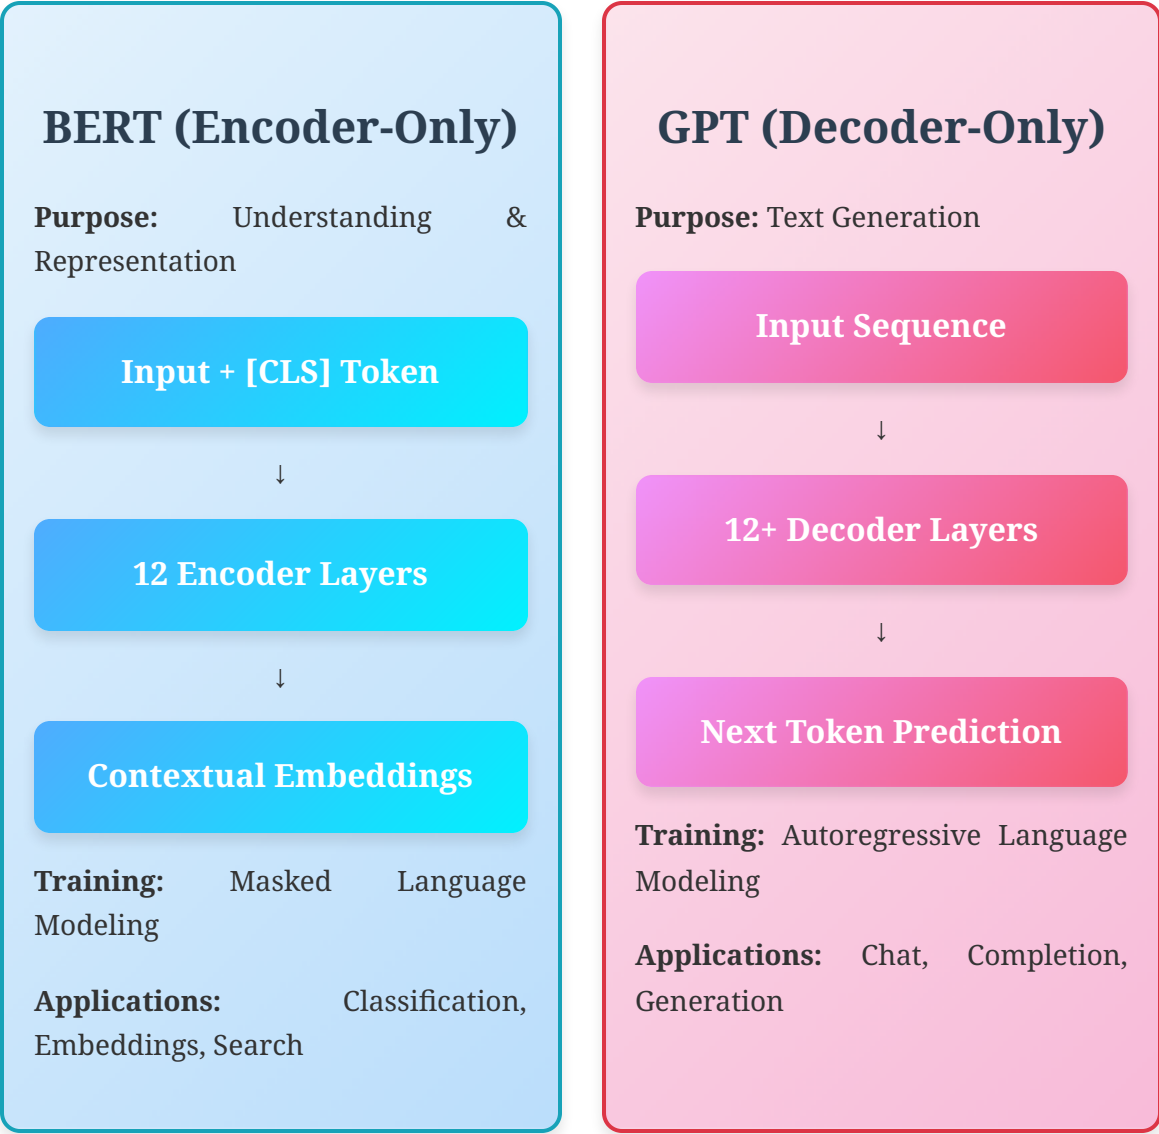 BERT (Encoder-Only)
Purpose: Understanding &
Representation
Input + [CLS] Token
↓
12 Encoder Layers
↓
Contextual Embeddings
Training: Masked Language
Modeling
Applications: Classification,
Embeddings, Search
GPT (Decoder-Only)
Purpose: Text Generation
Input Sequence
↓
12+ Decoder Layers
↓
Next Token Prediction
Training: Autoregressive Language
Modeling
Applications: Chat, Completion,
Generation